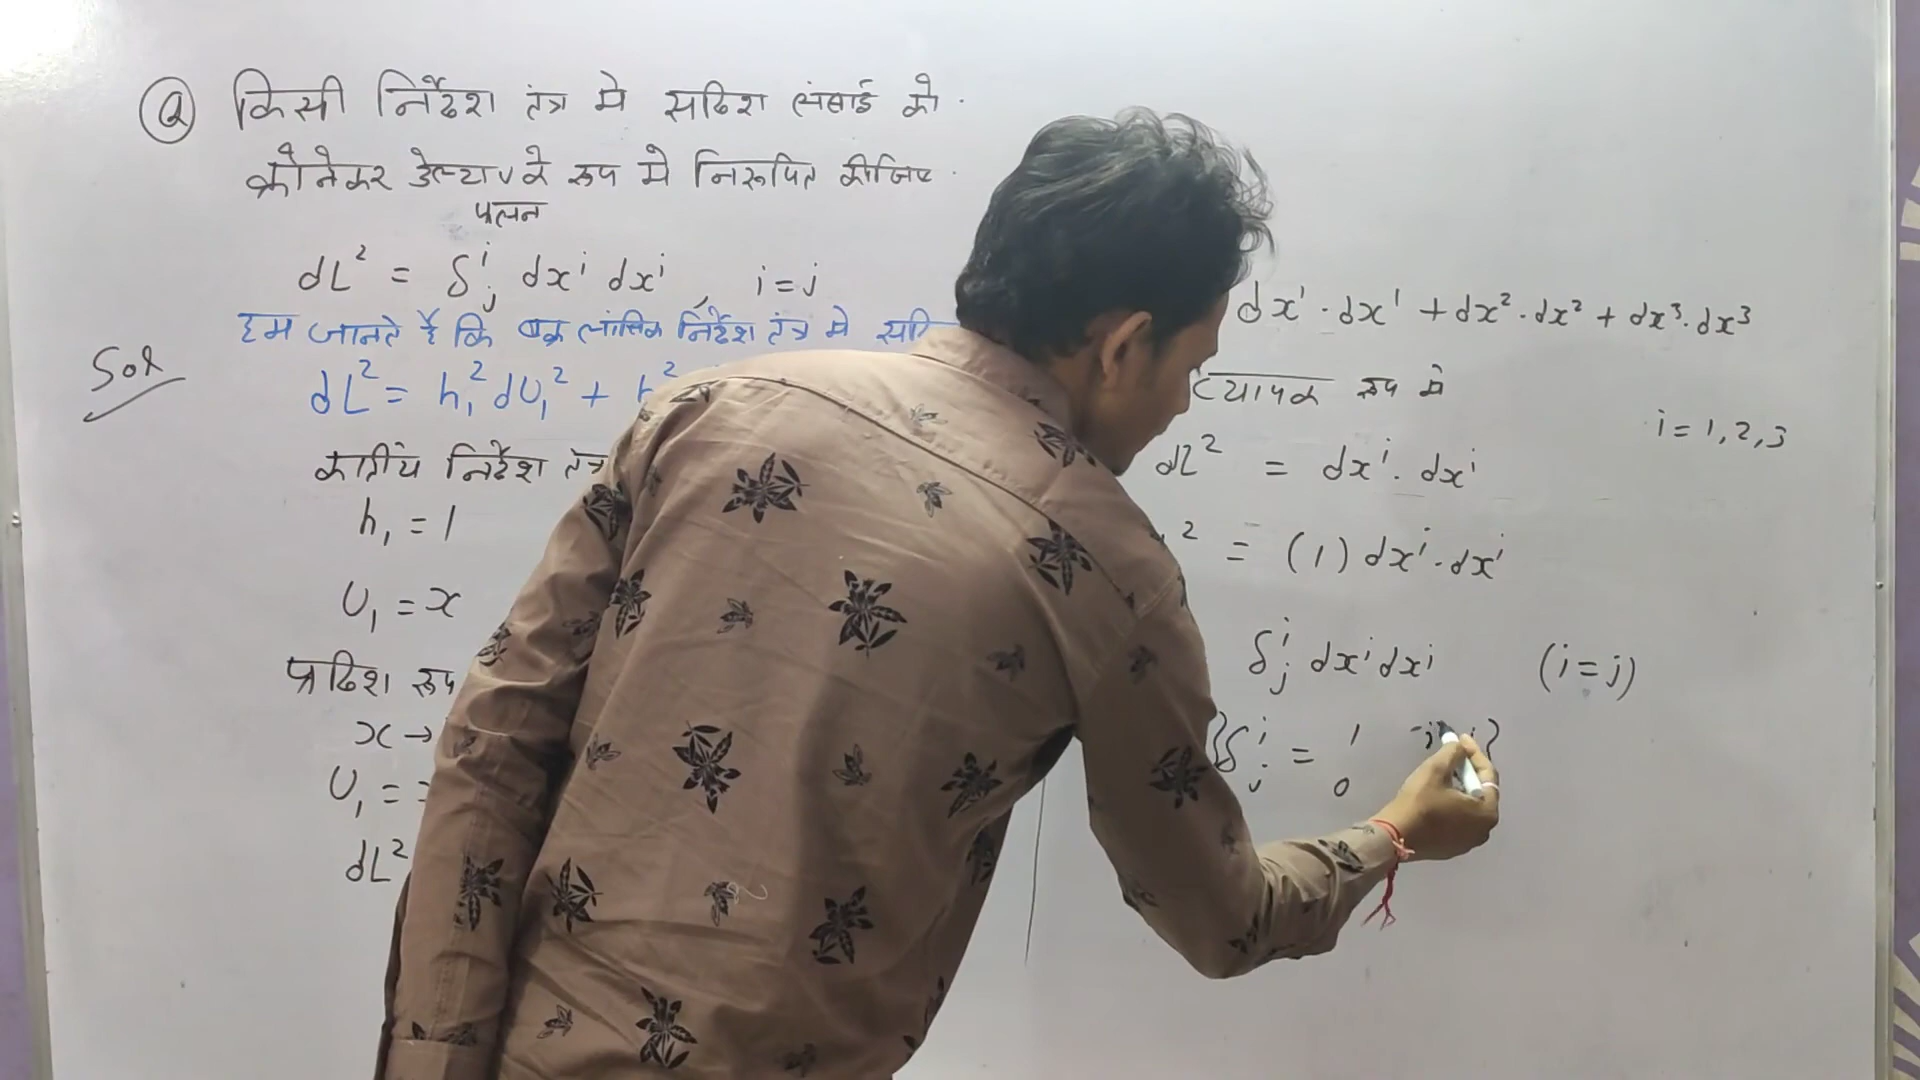 Q किसी निर्देश तंत्र मे सदिश लंबाई को
क्रोनेकर डेल्टा के रूप मे निरूपित कीजिए
फलन
dL² = δⁱⱼ dxⁱ dxⁱ , i = j
हम जानते है कि वक्र लांबिक निर्देश तंत्र मे
Sol
dL² = h₁² dU₁² +
कार्तीय निर्देश तंत्र
h₁ = 1
U₁ = x
प्रदिश रूप
x →
U₁ =
dL²
dx¹ · dx¹ + dx² · dx² + dx³ · dx³
व्यापक रूप मे
i = 1, 2, 3
dL² = dxⁱ · dxⁱ
² = (1) dxⁱ · dxⁱ
δⁱⱼ dxⁱ dxⁱ (i = j)
}δⁱⱼ = 1 }
0